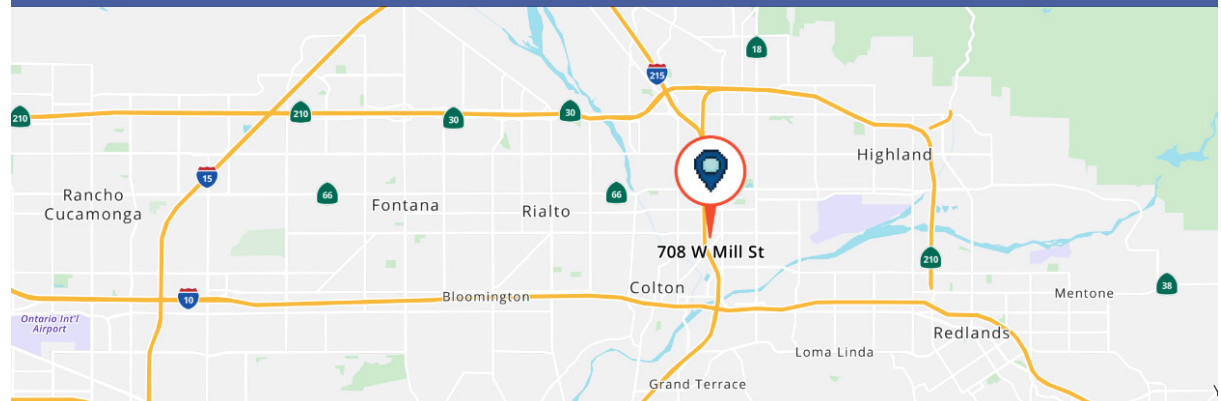 18
215
210
210
30
30
Highland
15
Rancho
Cucamonga
66
66
Fontana
Rialto
708 W Mill St
210
10
Bloomington
Colton
Mentone
38
Ontario Int'l
Airport
Redlands
Loma Linda
Grand Terrace